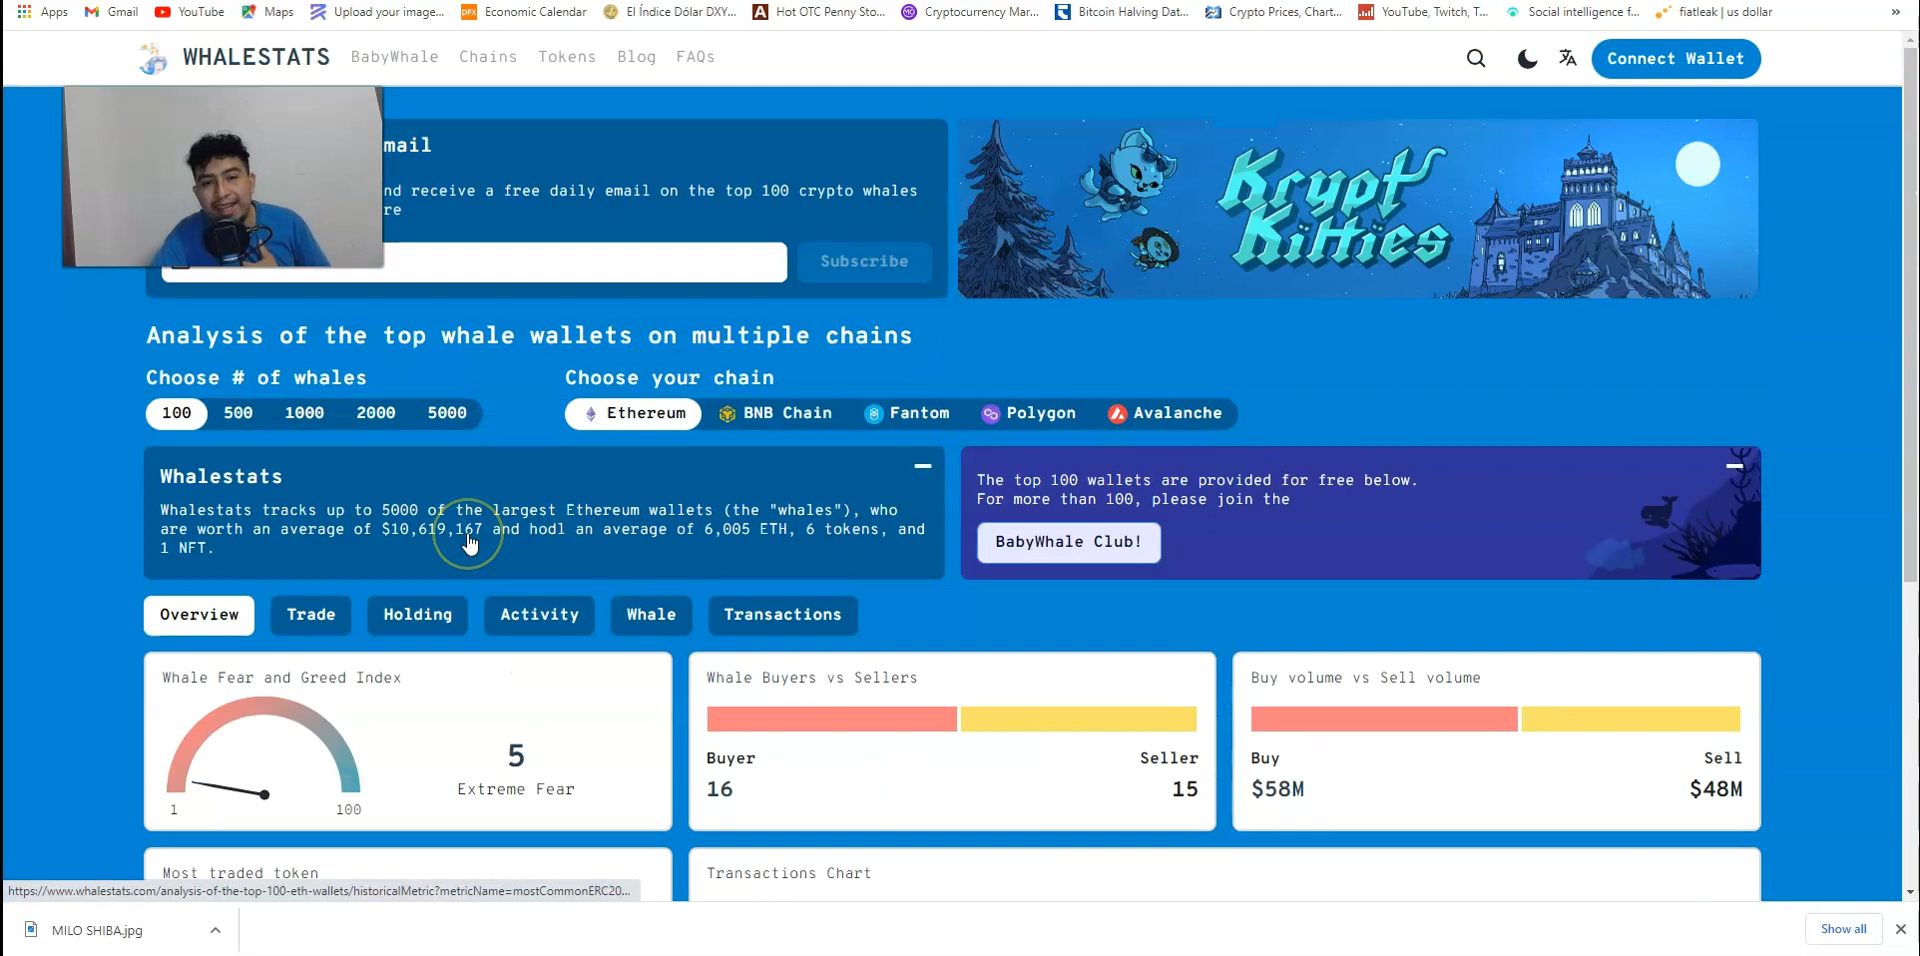 Apps Gmail YouTube Maps Upload your image... Economic Calendar El Índice Dólar DXY... Hot OTC Penny Sto... Cryptocurrency Mar... Bitcoin Halving Dat... Crypto Prices, Chart... YouTube, Twitch, T... Social intelligence f... fiatleak | us dollar »
WHALESTATS BabyWhale Chains Tokens Blog FAQs Connect Wallet
mail
nd receive a free daily email on the top 100 crypto whales
re
Subscribe
Krypt
Kitties
Analysis of the top whale wallets on multiple chains
Choose # of whales Choose your chain
100 500 1000 2000 5000 Ethereum BNB Chain Fantom Polygon Avalanche
Whalestats
Whalestats tracks up to 5000 of the largest Ethereum wallets (the "whales"), who
are worth an average of $10,619,167 and hodl an average of 6,005 ETH, 6 tokens, and
1 NFT.
The top 100 wallets are provided for free below.
For more than 100, please join the
BabyWhale Club!
Overview Trade Holding Activity Whale Transactions
Whale Fear and Greed Index
5
Extreme Fear
1 100
Whale Buyers vs Sellers
Buyer Seller
16 15
Buy volume vs Sell volume
Buy Sell
$58M $48M
Most traded token
Transactions Chart
https://www.whalestats.com/analysis-of-the-top-100-eth-wallets/historicalMetric?metricName=mostCommonERC20...
MILO SHIBA.jpg Show all